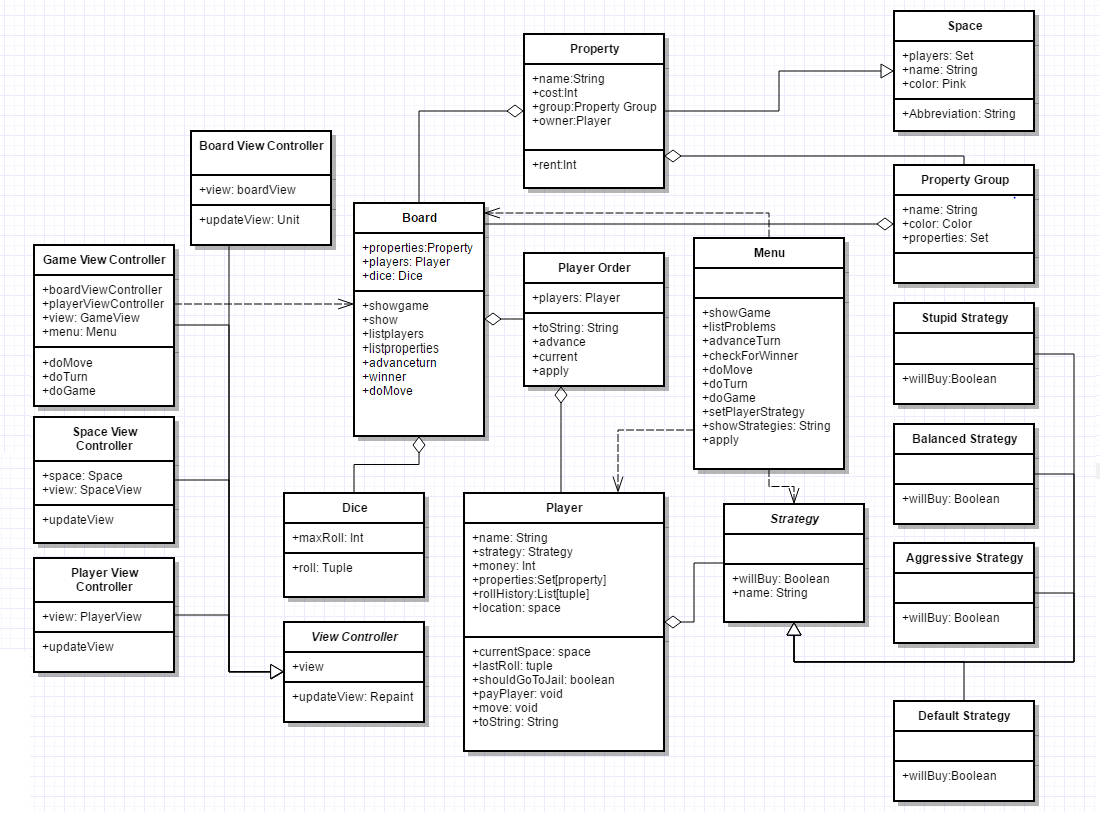 Property
+name:String
+cost:Int
+group:Property Group
+owner:Player
+rent:Int
Space
+players: Set
+name: String
+color: Pink
+Abbreviation: String
Board View Controller
+view: boardView
+updateView: Unit
Property Group
+name: String
+color: Color
+properties: Set
Board
+properties:Property
+players: Player
+dice: Dice
+showgame
+show
+listplayers
+listproperties
+advanceturn
+winner
+doMove
Game View Controller
+boardViewController
+playerViewController
+view: GameView
+menu: Menu
+doMove
+doTurn
+doGame
Player Order
+players: Player
+toString: String
+advance
+current
+apply
Menu
+showGame
+listProblems
+advanceTurn
+checkForWinner
+doMove
+doTurn
+doGame
+setPlayerStrategy
+showStrategies: String
+apply
Stupid Strategy
+willBuy:Boolean
Space View
Controller
+space: Space
+view: SpaceView
+updateView
Balanced Strategy
+willBuy: Boolean
Dice
+maxRoll: Int
+roll: Tuple
Player
+name: String
+strategy: Strategy
+money: Int
+properties:Set[property]
+rollHistory:List[tuple]
+location: space
+currentSpace: space
+lastRoll: tuple
+shouldGoToJail: boolean
+payPlayer: void
+move: void
+toString: String
Strategy
+willBuy: Boolean
+name: String
Aggressive Strategy
+willBuy: Boolean
Player View
Controller
+view: PlayerView
+updateView
View Controller
+view
+updateView: Repaint
Default Strategy
+willBuy:Boolean